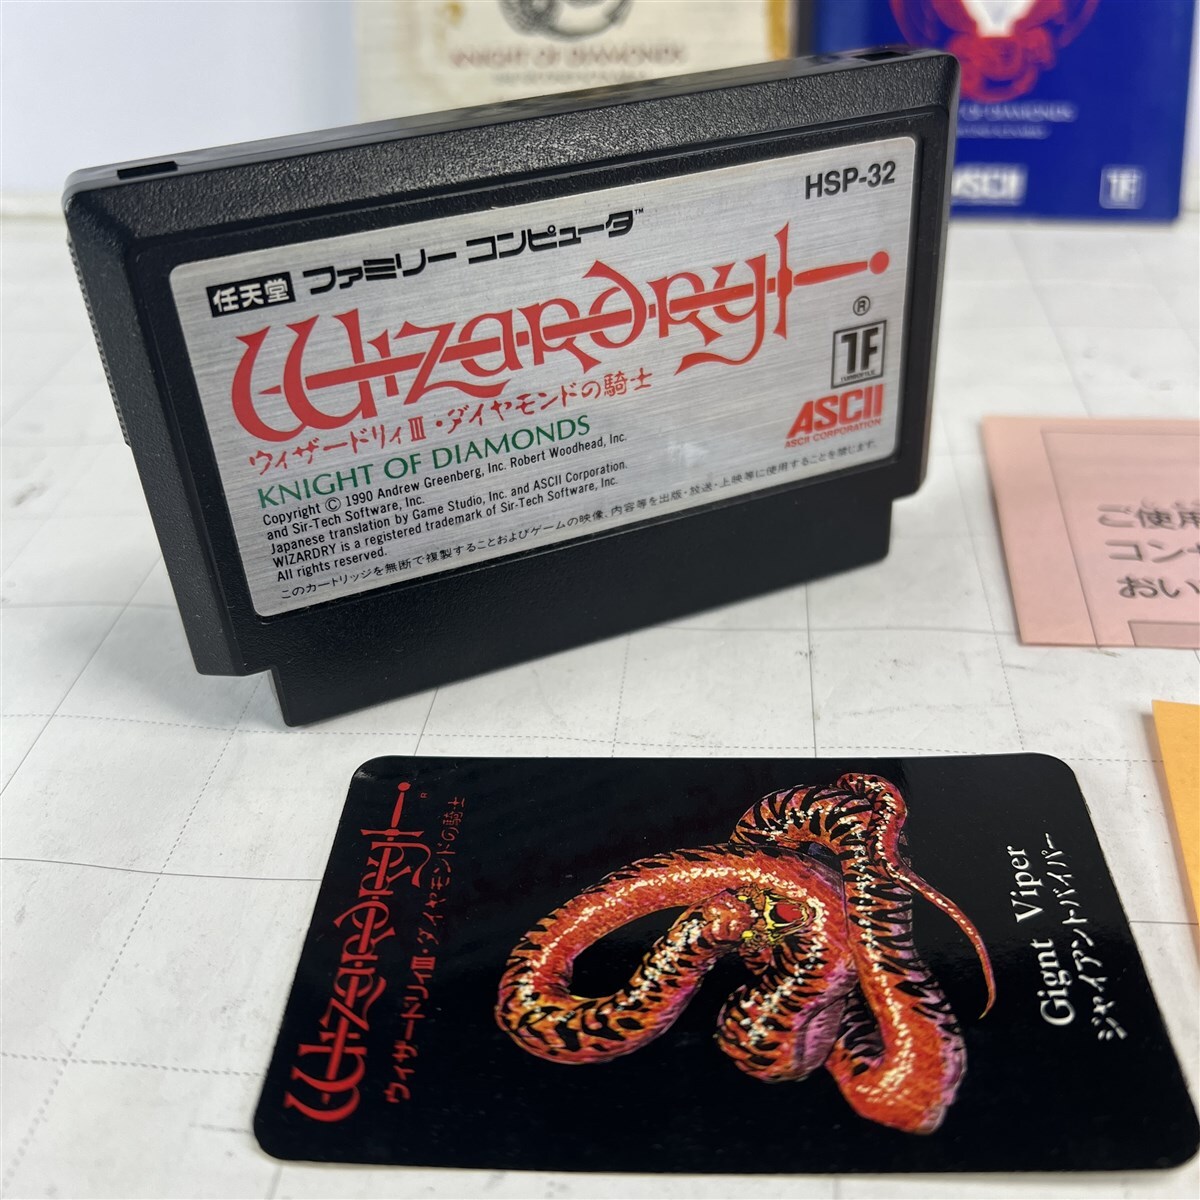 KNIGHT OF DIAMONDS
OF DIAMONDS
ASCII
TF
HSP-32
任天堂 ファミリー コンピュータ™
Wizardry
®
ウィザードリィIII・ダイヤモンドの騎士
KNIGHT OF DIAMONDS
TF
ASCII
ASCII CORPORATION
Copyright © 1990 Andrew Greenberg, Inc. Robert Woodhead, Inc.
and Sir-Tech Software, Inc.
Japanese translation by Game Studio, Inc. and ASCII Corporation.
WIZARDRY is a registered trademark of Sir-Tech Software, Inc.
All rights reserved.
このカートリッジを無断で複製することおよびゲームの映像、内容等を出版・放送・上映等に使用することを禁じます。
ご使用
コン
おい
Wizardry
®
ウィザードリィIII・ダイヤモンドの騎士
Gignt Viper
ジャイアントバイパー